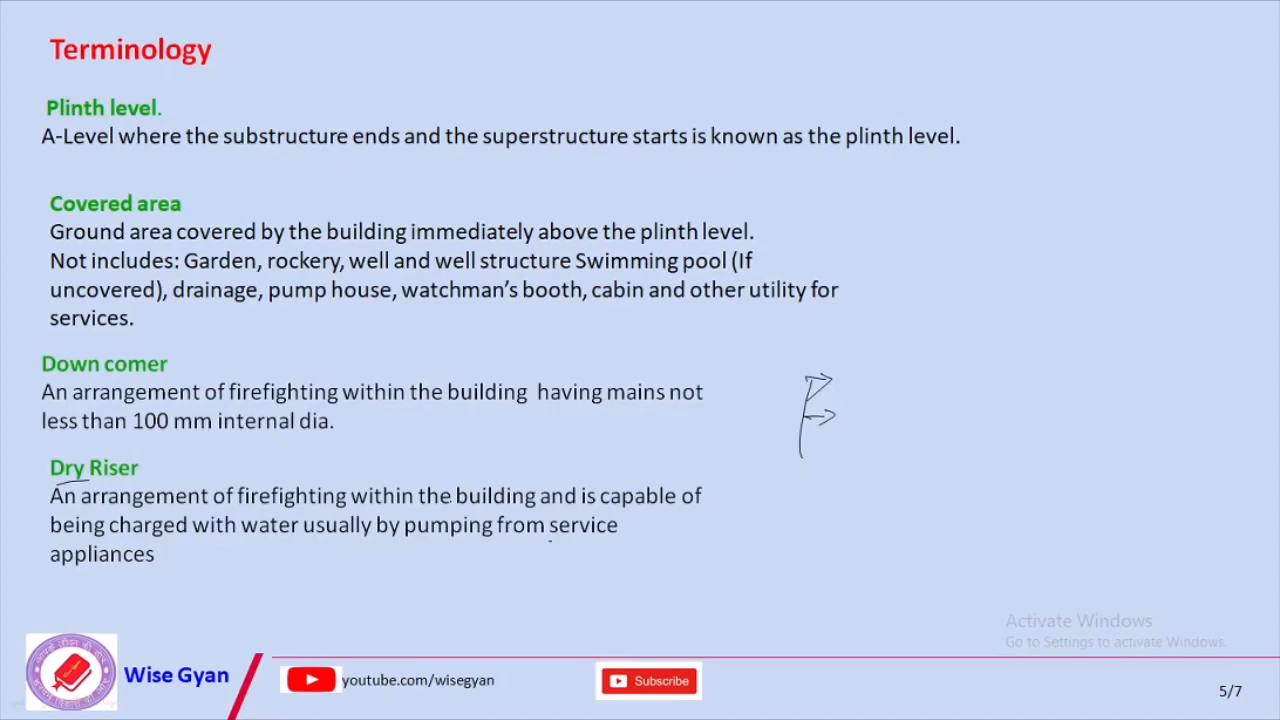 Terminology
Plinth level.
A-Level where the substructure ends and the superstructure starts is known as the plinth level.
Covered area
Ground area covered by the building immediately above the plinth level.
Not includes: Garden, rockery, well and well structure Swimming pool (If
uncovered), drainage, pump house, watchman's booth, cabin and other utility for
services.
Down comer
An arrangement of firefighting within the building having mains not
less than 100 mm internal dia.
Dry Riser
An arrangement of firefighting within the building and is capable of
being charged with water usually by pumping from service
appliances
Activate Windows
Go to Settings to activate Windows.
Wise Gyan
youtube.com/wisegyan
Subscribe
5/7